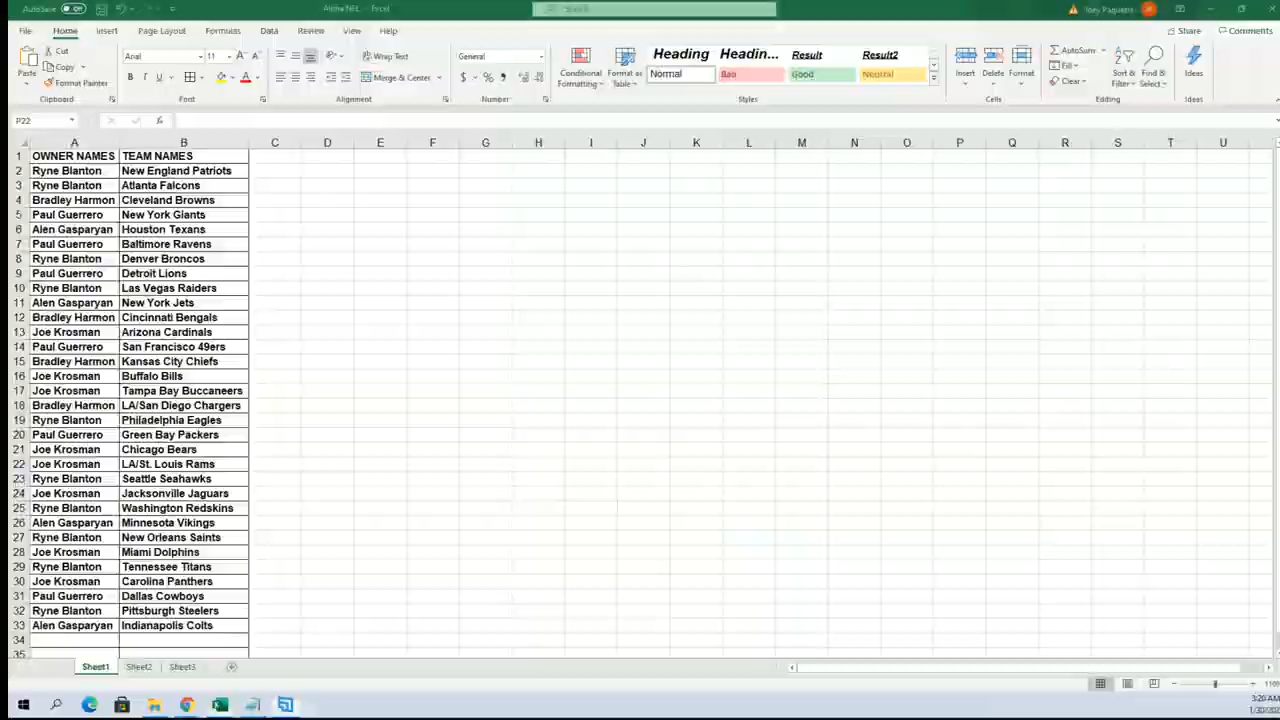 AutoSave Off
Alpine NFL - Excel
Search
Joey Paquette
File Home Insert Page Layout Formulas Data Review View Help
Share Comments
Paste
Cut
Copy
Format Painter
Clipboard
Arial 11
B I U
Font
Wrap Text
Merge & Center
Alignment
General
$ % ,
Number
Conditional Formatting
Format as Table
Heading Headin... Result Result2
Normal Bad Good Neutral
Styles
Insert Delete Format
Cells
AutoSum
Fill
Clear
Sort & Filter
Find & Select
Editing
Ideas
Ideas
P22 fx
A B C D E F G H I J K L M N O P Q R S T U
1 OWNER NAMES TEAM NAMES
2 Ryne Blanton New England Patriots
3 Ryne Blanton Atlanta Falcons
4 Bradley Harmon Cleveland Browns
5 Paul Guerrero New York Giants
6 Alen Gasparyan Houston Texans
7 Paul Guerrero Baltimore Ravens
8 Ryne Blanton Denver Broncos
9 Paul Guerrero Detroit Lions
10 Ryne Blanton Las Vegas Raiders
11 Alen Gasparyan New York Jets
12 Bradley Harmon Cincinnati Bengals
13 Joe Krosman Arizona Cardinals
14 Paul Guerrero San Francisco 49ers
15 Bradley Harmon Kansas City Chiefs
16 Joe Krosman Buffalo Bills
17 Joe Krosman Tampa Bay Buccaneers
18 Bradley Harmon LA/San Diego Chargers
19 Ryne Blanton Philadelphia Eagles
20 Paul Guerrero Green Bay Packers
21 Joe Krosman Chicago Bears
22 Joe Krosman LA/St. Louis Rams
23 Ryne Blanton Seattle Seahawks
24 Joe Krosman Jacksonville Jaguars
25 Ryne Blanton Washington Redskins
26 Alen Gasparyan Minnesota Vikings
27 Ryne Blanton New Orleans Saints
28 Joe Krosman Miami Dolphins
29 Ryne Blanton Tennessee Titans
30 Joe Krosman Carolina Panthers
31 Paul Guerrero Dallas Cowboys
32 Ryne Blanton Pittsburgh Steelers
33 Alen Gasparyan Indianapolis Colts
34
35
Sheet1 Sheet2 Sheet3
3:20 AM